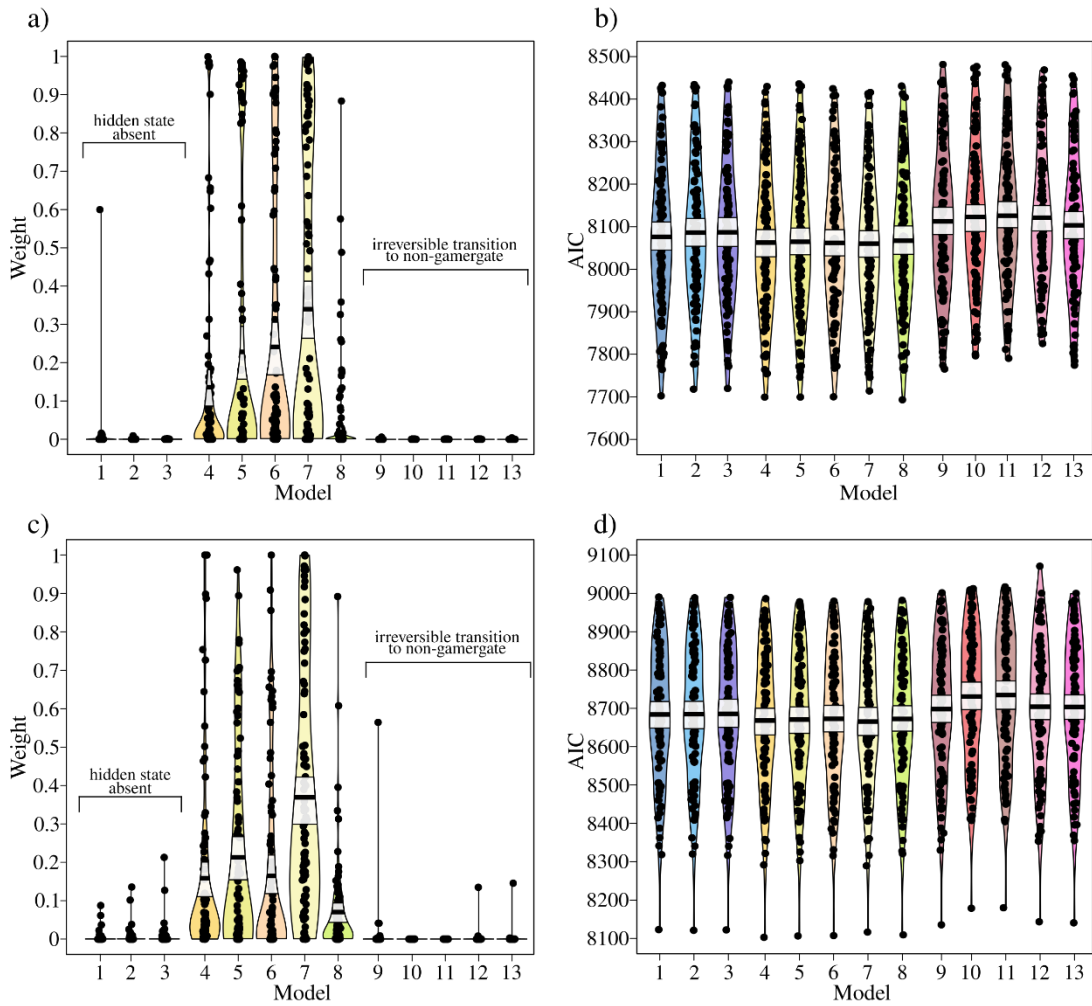 a)
Weight
1
0.9
0.8
0.7
0.6
0.5
0.4
0.3
0.2
0.1
0
hidden state
absent
irreversible transition
to non-gamergate
1 2 3 4 5 6 7 8 9 10 11 12 13
Model
b)
AIC
8500
8400
8300
8200
8100
8000
7900
7800
7700
7600
1 2 3 4 5 6 7 8 9 10 11 12 13
Model
c)
Weight
1
0.9
0.8
0.7
0.6
0.5
0.4
0.3
0.2
0.1
0
hidden state
absent
irreversible transition
to non-gamergate
1 2 3 4 5 6 7 8 9 10 11 12 13
Model
d)
AIC
9100
9000
8900
8800
8700
8600
8500
8400
8300
8200
8100
1 2 3 4 5 6 7 8 9 10 11 12 13
Model